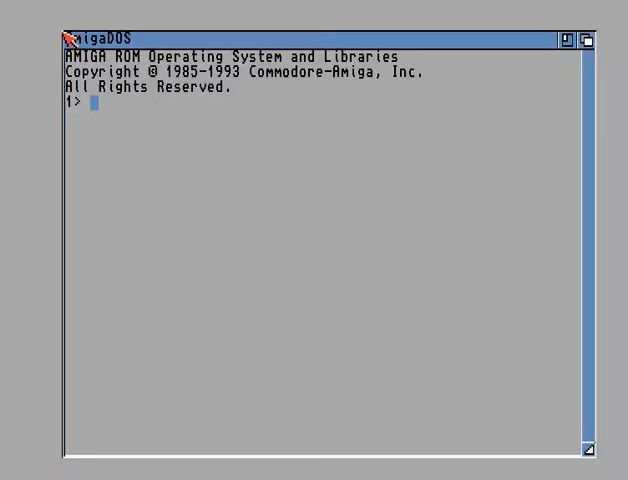 AmigaDOS
AMIGA ROM Operating System and Libraries
Copyright © 1985-1993 Commodore-Amiga, Inc.
All Rights Reserved.
1>